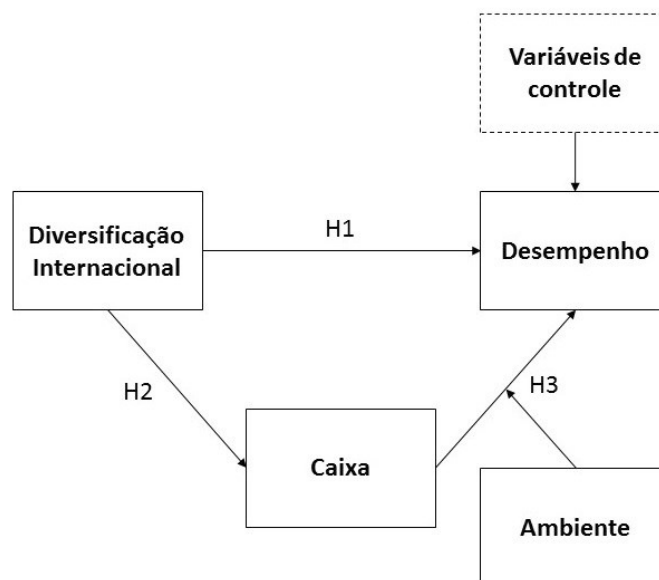 Variáveis de
controle
H1
Diversificação
Internacional
Desempenho
H2
H3
Caixa
Ambiente